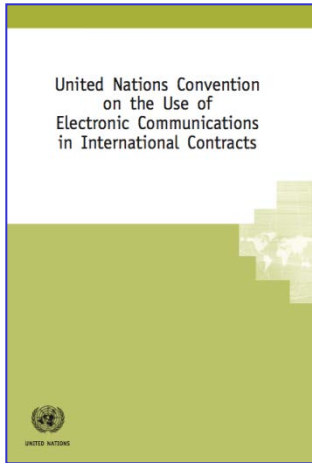 United Nations Convention
on the Use of
Electronic Communications
in International Contracts
UNITED NATIONS